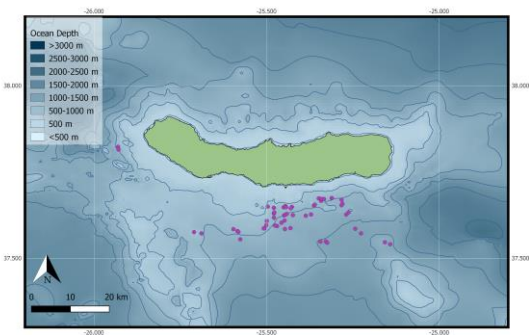 -26.000 -25.500 -25.000
Ocean Depth
>3000 m
2500-3000 m
2000-2500 m
1500-2000 m
1000-1500 m
500-1000 m
500 m
<500 m
38.000 38.000
37.500 37.500
N
0 10 20 km
-26.000 -25.500 -25.000